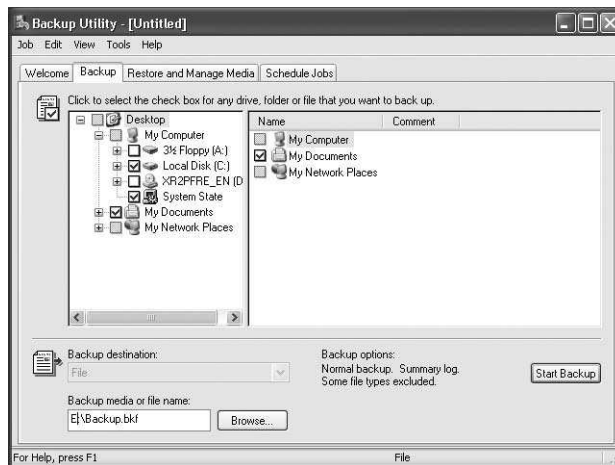 Backup Utility - [Untitled]
Job Edit View Tools Help
Welcome Backup Restore and Manage Media Schedule Jobs
Click to select the check box for any drive, folder or file that you want to back up.
Desktop
My Computer
3½ Floppy (A:)
Local Disk (C:)
XR2PFRE_EN (D
System State
My Documents
My Network Places
Name Comment
My Computer
My Documents
My Network Places
Backup destination:
File
Backup media or file name:
E:\Backup.bkf
Browse...
Backup options:
Normal backup. Summary log.
Some file types excluded.
Start Backup
For Help, press F1 File